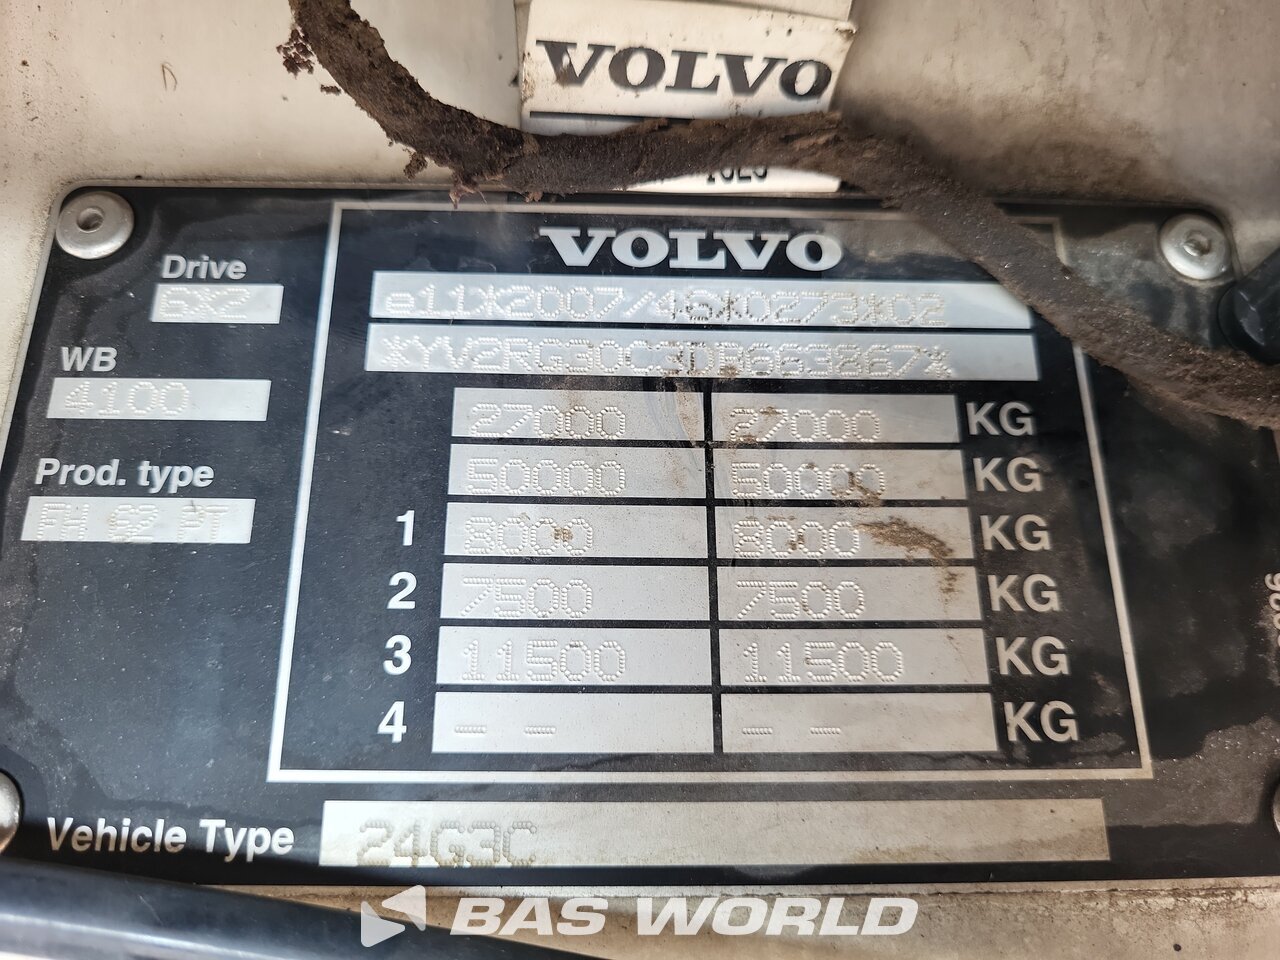 VOLVO
VOLVO
Drive
6X2
e11*2007/46*0273*02
WB
4100
*YV2RG30C3DB663867*
27000 27000 KG
50000 50000 KG
Prod. type
FH 62 PT
1 8000 8000 KG
2 7500 7500 KG
3 11500 11500 KG
4 – – – – KG
Vehicle Type 24G3C
BAS WORLD